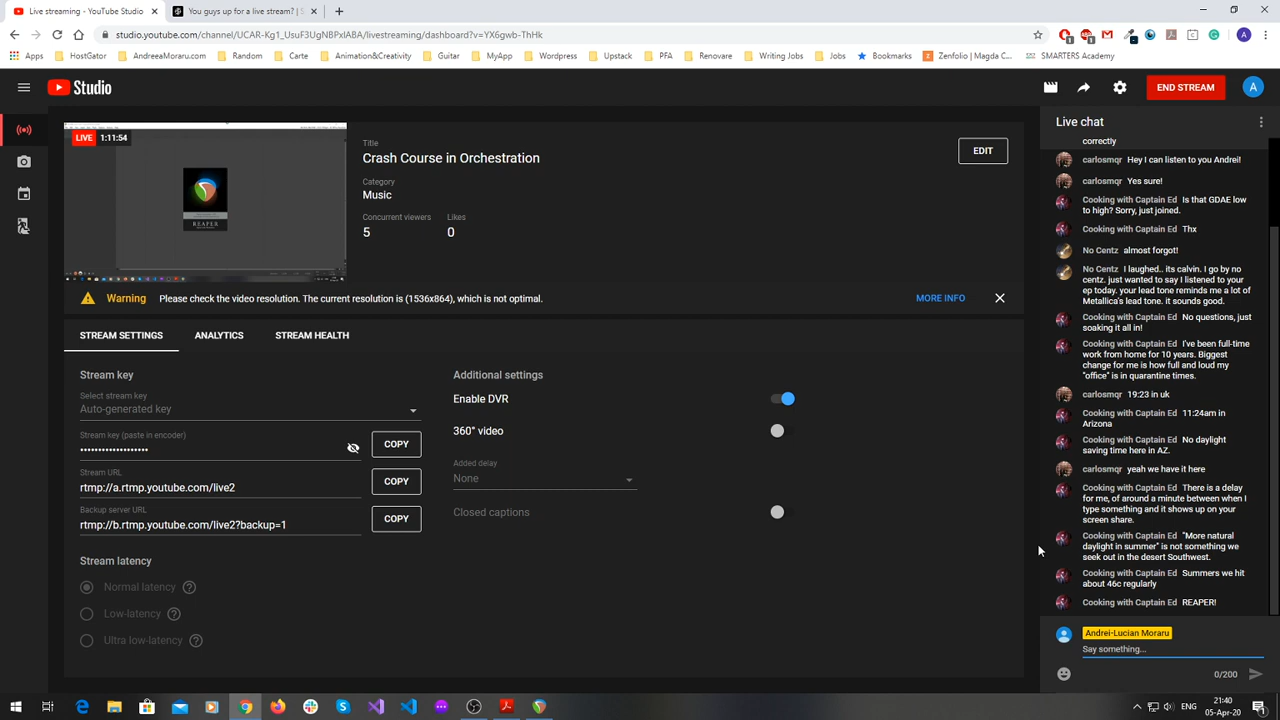 Live streaming - YouTube Studio
You guys up for a live stream? |
studio.youtube.com/channel/UCAR-Kg1_UsuF3UgNBPxlABA/livestreaming/dashboard?v=YX6gwb-ThHk
Apps HostGator AndreeaMoraru.com Random Carte Animation&Creativity Guitar MyApp Wordpress Upstack PFA Renovare Writing Jobs Jobs Bookmarks Zenfolio | Magda C... SMARTERS Academy
Studio
END STREAM
A
LIVE 1:11:54
REAPER
Title
Crash Course in Orchestration
EDIT
Category
Music
Concurrent viewers Likes
5 0
Warning Please check the video resolution. The current resolution is (1536x864), which is not optimal.
MORE INFO
STREAM SETTINGS ANALYTICS STREAM HEALTH
Stream key
Select stream key
Auto-generated key
Stream key (paste in encoder)
COPY
Stream URL
rtmp://a.rtmp.youtube.com/live2
COPY
Backup server URL
rtmp://b.rtmp.youtube.com/live2?backup=1
COPY
Stream latency
Normal latency
Low-latency
Ultra low-latency
Additional settings
Enable DVR
360° video
Added delay
None
Closed captions
Live chat
correctly
carlosmqr Hey I can listen to you Andrei!
carlosmqr Yes sure!
Cooking with Captain Ed Is that GDAE low
to high? Sorry, just joined.
Cooking with Captain Ed Thx
No Centz almost forgot!
No Centz I laughed.. its calvin. I go by no
centz. just wanted to say I listened to your
ep today. your lead tone reminds me a lot of
Metallica's lead tone. it sounds good.
Cooking with Captain Ed No questions, just
soaking it all in!
Cooking with Captain Ed I've been full-time
work from home for 10 years. Biggest
change for me is how full and loud my
"office" is in quarantine times.
carlosmqr 19:23 in uk
Cooking with Captain Ed 11:24am in
Arizona
Cooking with Captain Ed No daylight
saving time here in AZ.
carlosmqr yeah we have it here
Cooking with Captain Ed There is a delay
for me, of around a minute between when I
type something and it shows up on your
screen share.
Cooking with Captain Ed "More natural
daylight in summer" is not something we
seek out in the desert Southwest.
Cooking with Captain Ed Summers we hit
about 46c regularly
Cooking with Captain Ed REAPER!
Andrei-Lucian Moraru
Say something...
0/200
ENG
21:40
05-Apr-20